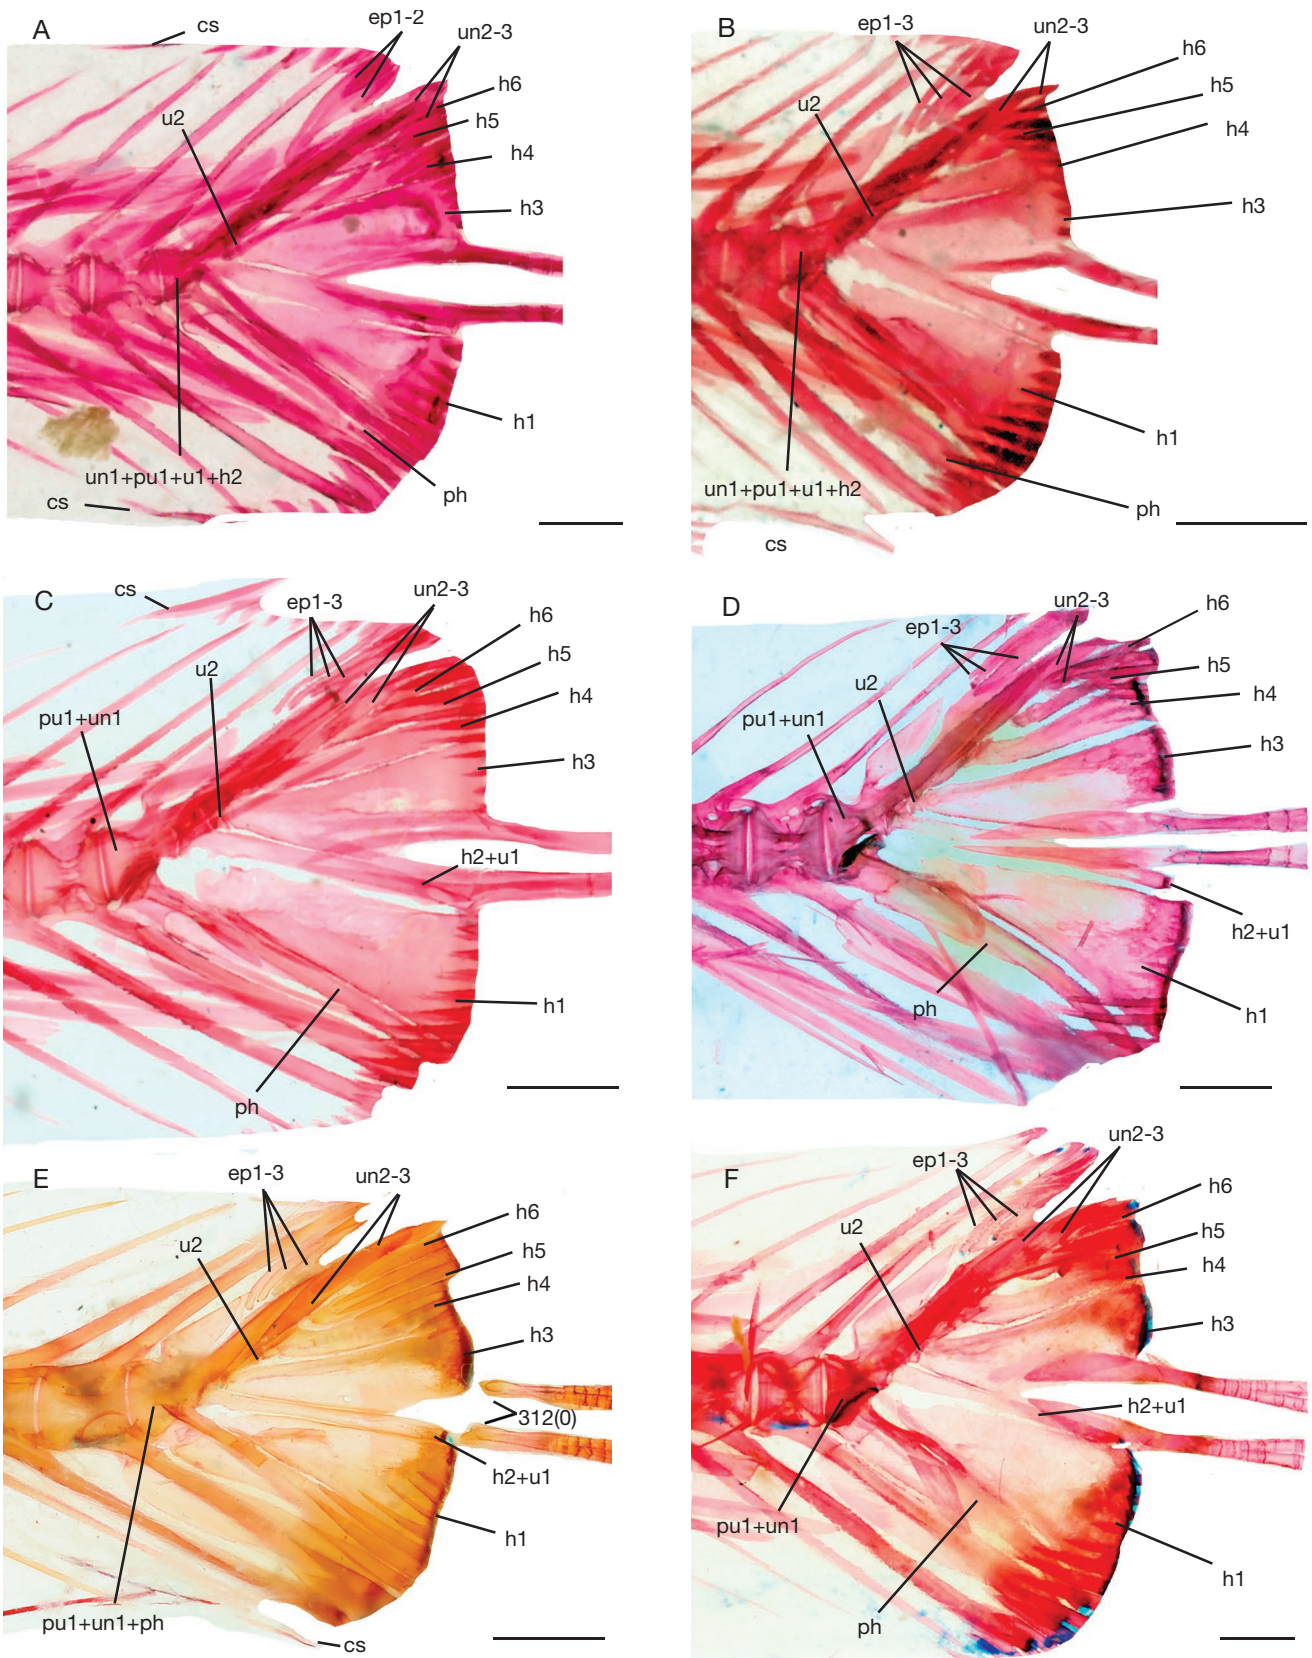 A
cs
ep1-2
un2-3
h6
u2
h5
h4
h3
h1
un1+pu1+u1+h2
ph
cs
B
ep1-3
un2-3
h6
h5
u2
h4
h3
h1
un1+pu1+u1+h2
ph
cs
C
cs
ep1-3
un2-3
h6
h5
u2
h4
pu1+un1
h3
h2+u1
h1
ph
D
un2-3
h6
ep1-3
h5
u2
h4
pu1+un1
h3
h2+u1
ph
h1
E
ep1-3
un2-3
h6
u2
h5
h4
h3
312(0)
h2+u1
h1
pu1+un1+ph
cs
F
un2-3
ep1-3
h6
u2
h5
h4
h3
h2+u1
pu1+un1
h1
ph